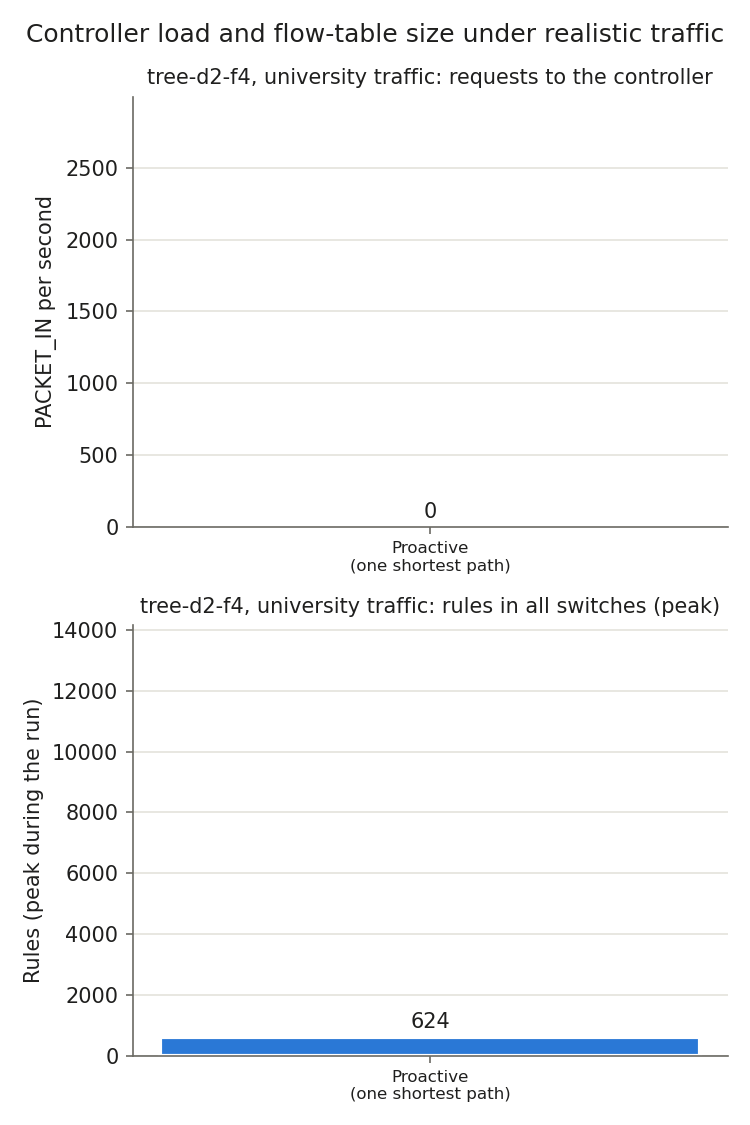 Controller load and flow-table size under realistic traffic
tree-d2-f4, university traffic: requests to the controller
PACKET_IN per second
2500
2000
1500
1000
500
0
0
Proactive
(one shortest path)
tree-d2-f4, university traffic: rules in all switches (peak)
Rules (peak during the run)
14000
12000
10000
8000
6000
4000
2000
0
624
Proactive
(one shortest path)